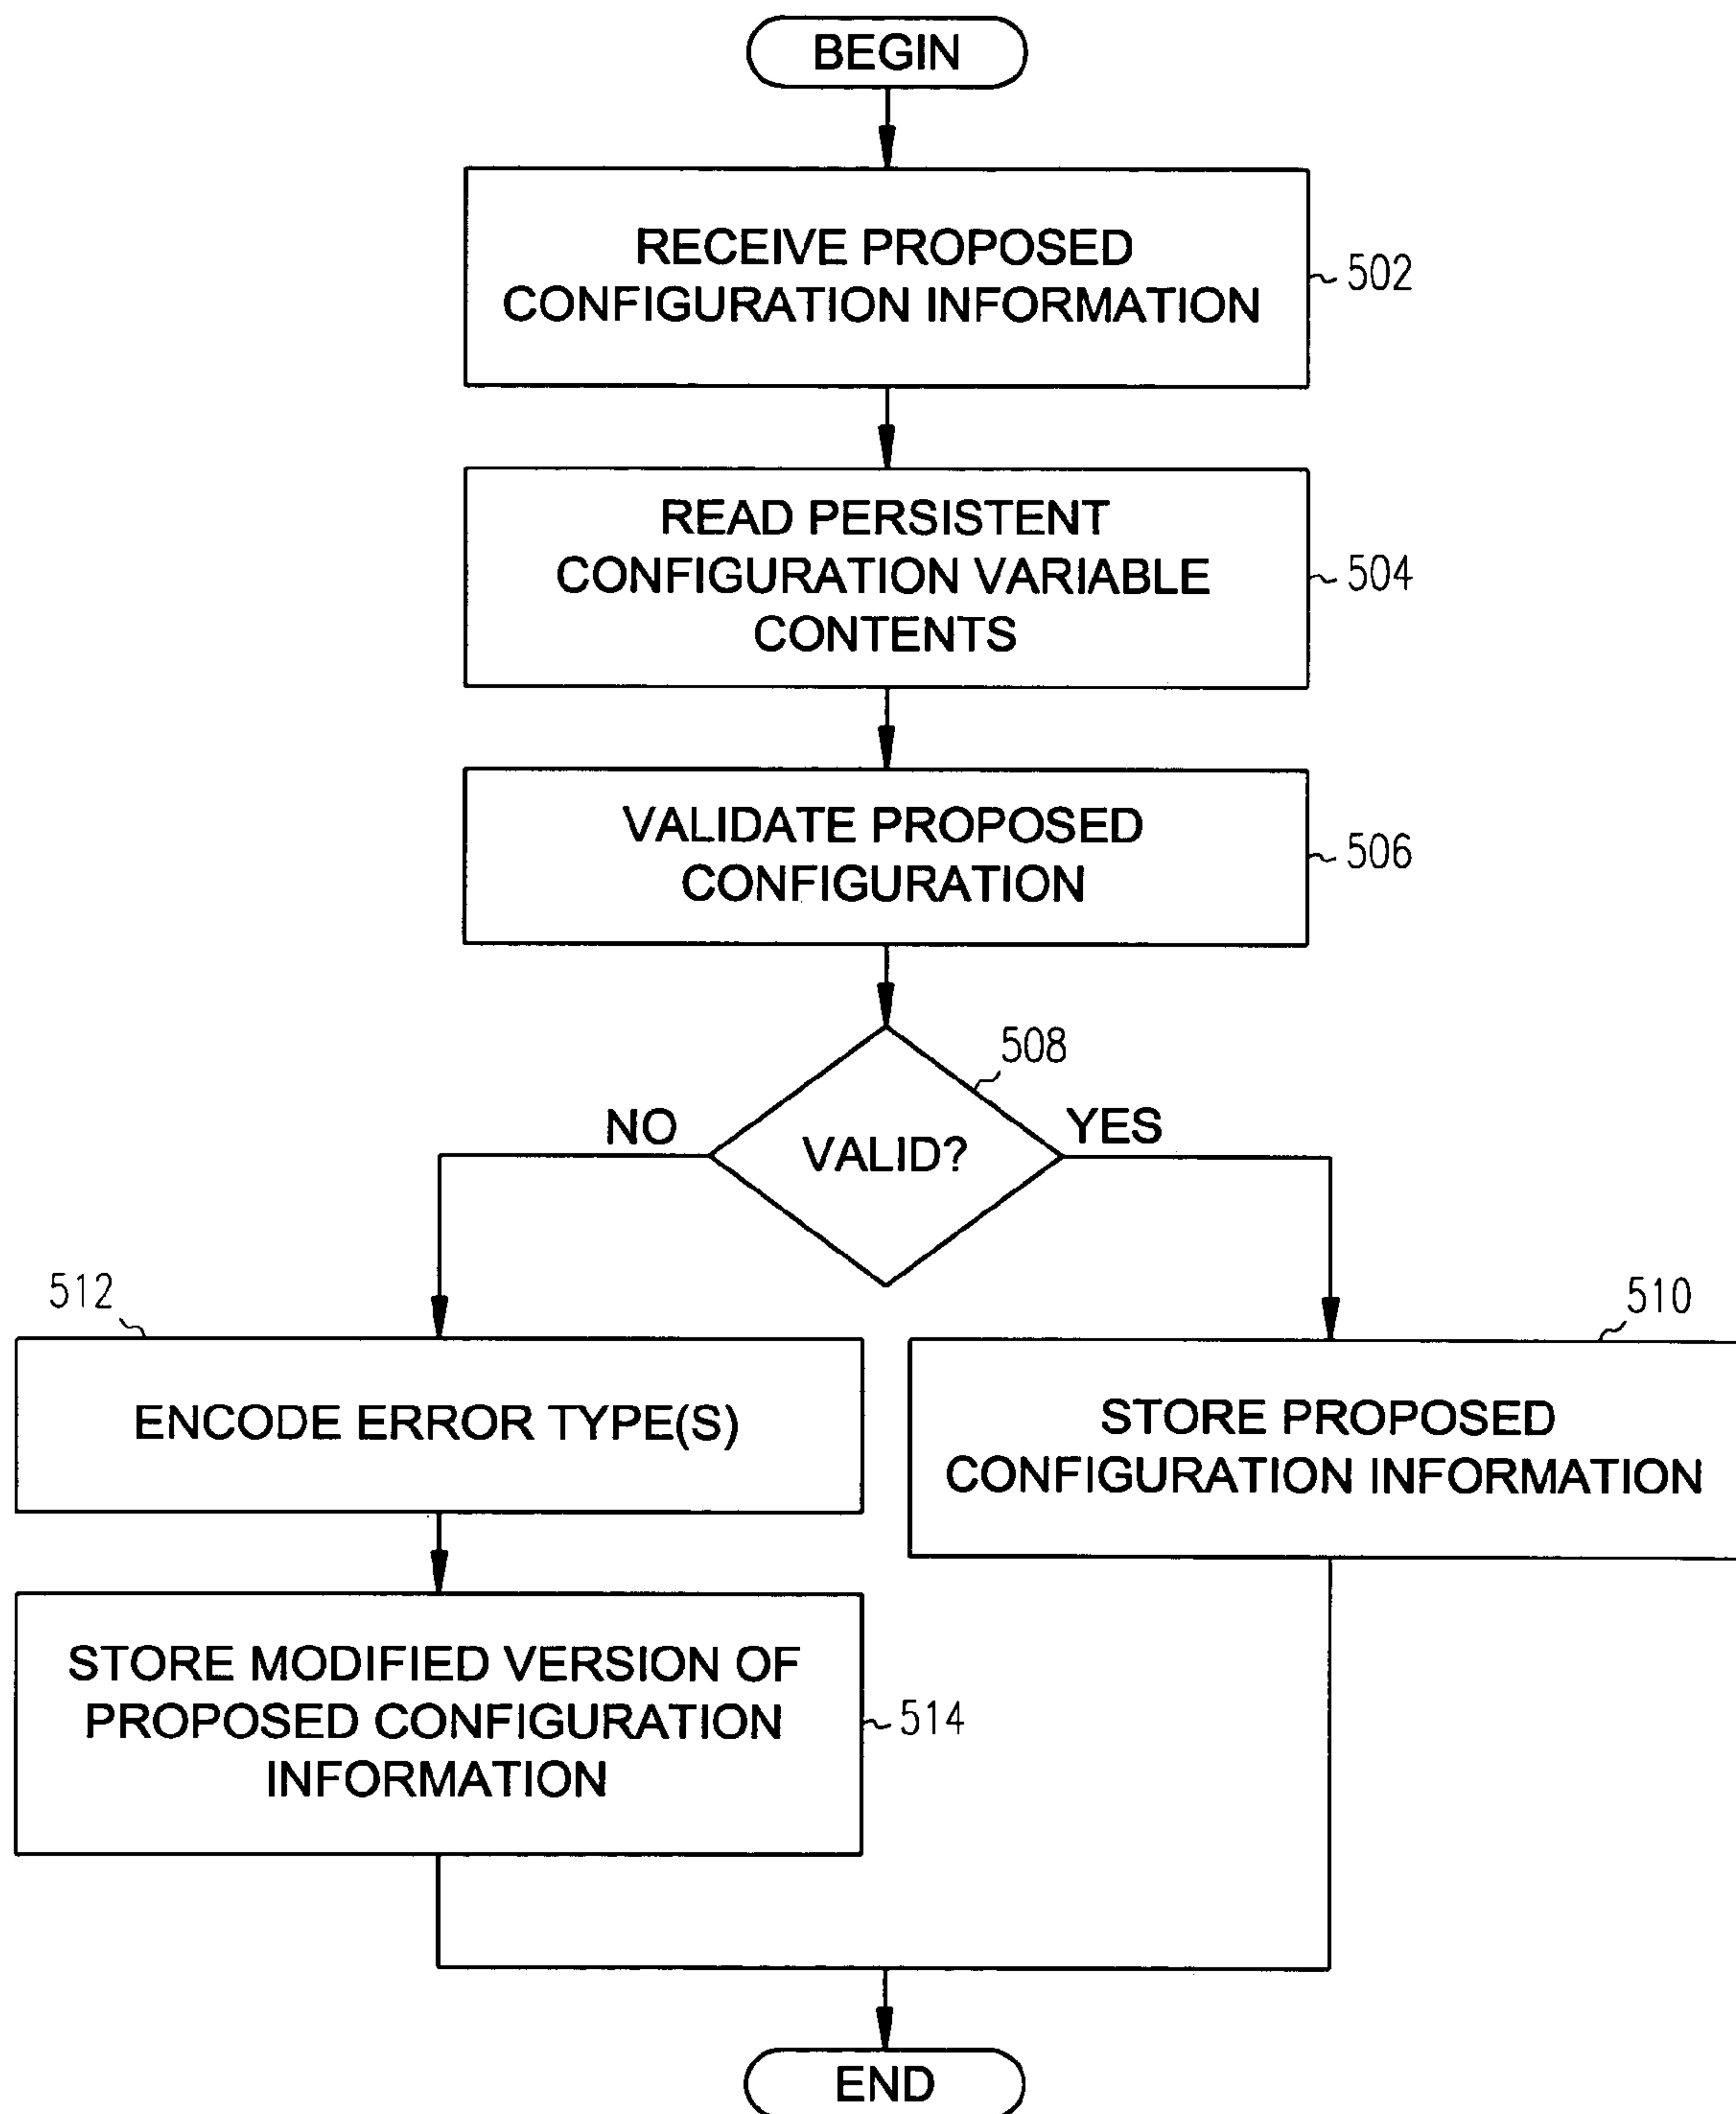 BEGIN
RECEIVE PROPOSED
CONFIGURATION INFORMATION
502
READ PERSISTENT
CONFIGURATION VARIABLE
CONTENTS
504
VALIDATE PROPOSED
CONFIGURATION
506
508
NO
VALID?
YES
512
ENCODE ERROR TYPE(S)
510
STORE PROPOSED
CONFIGURATION INFORMATION
STORE MODIFIED VERSION OF
PROPOSED CONFIGURATION
INFORMATION
514
END